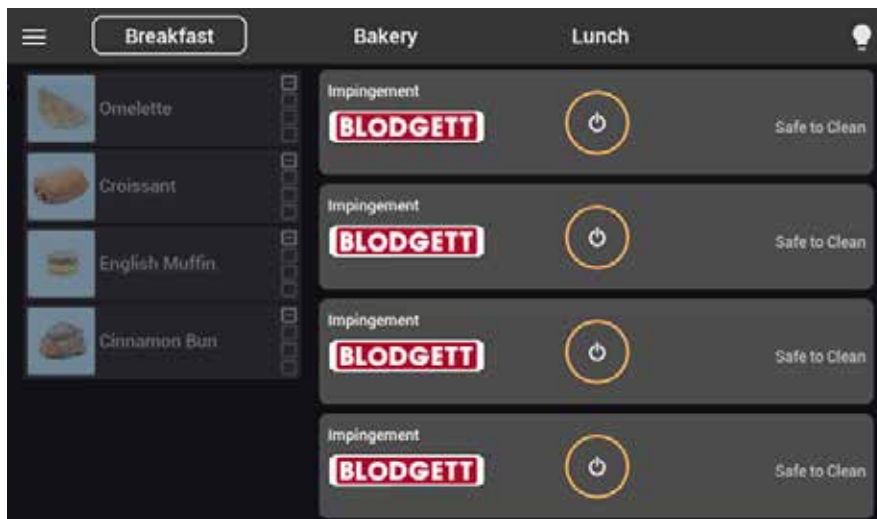 Breakfast
Bakery
Lunch
Omelette
Croissant
English Muffin
Cinnamon Bun
Impingement
BLODGETT
Safe to Clean
Impingement
BLODGETT
Safe to Clean
Impingement
BLODGETT
Safe to Clean
Impingement
BLODGETT
Safe to Clean